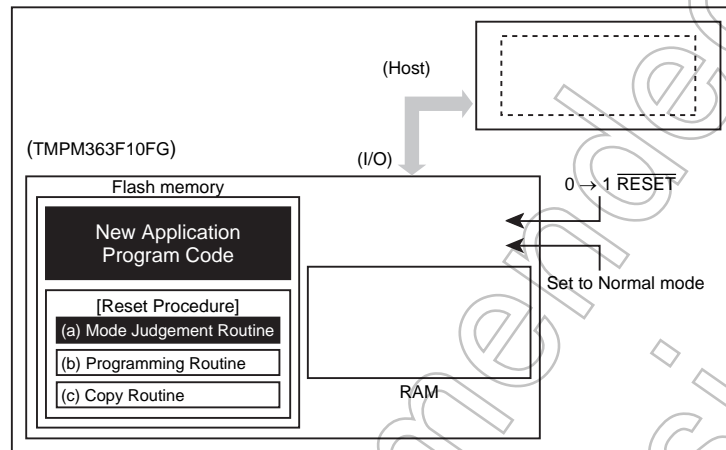 (Host)
(TMPM363F10FG)
(I/O)
Flash memory
0 → 1 RESET
New Application
Program Code
Set to Normal mode
[Reset Procedure]
(a) Mode Judgement Routine
(b) Programming Routine
(c) Copy Routine
RAM